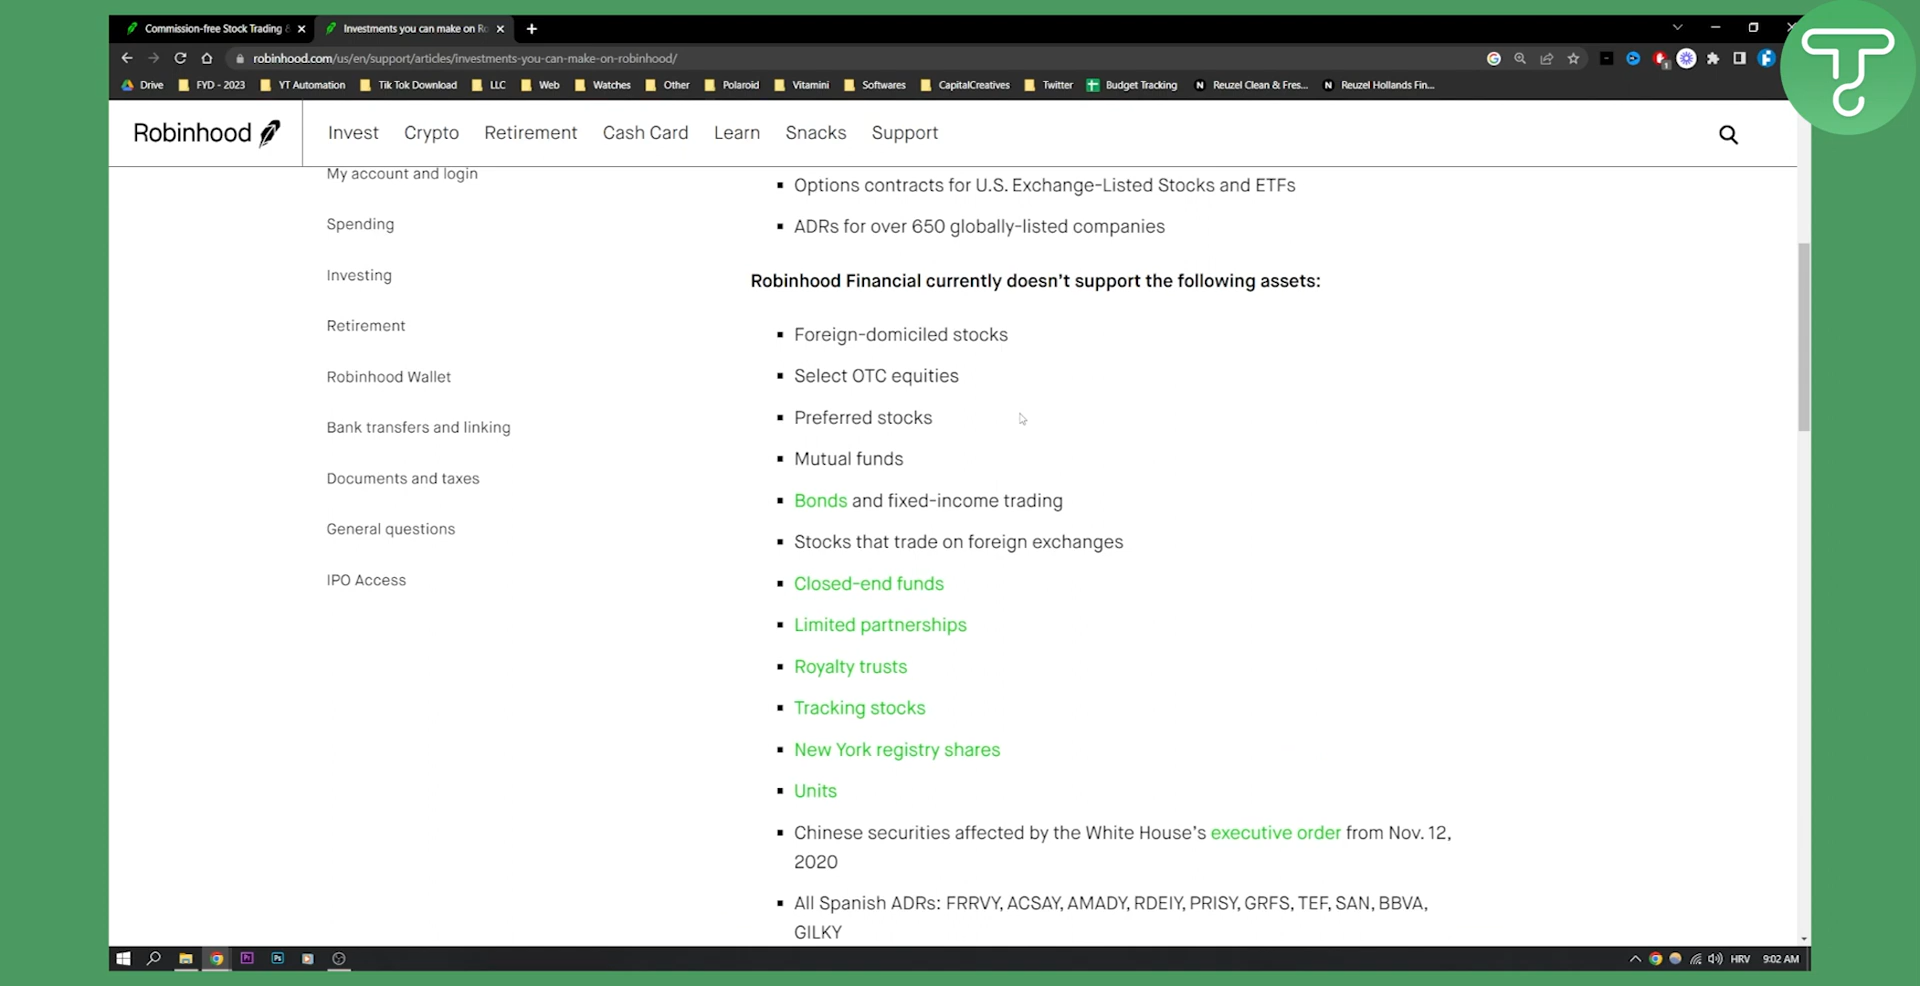 Commission-free Stock Trading &
Investments you can make on Ro
robinhood.com/us/en/support/articles/investments-you-can-make-on-robinhood/
Drive
FYD - 2023
YT Automation
Tik Tok Download
LLC
Web
Watches
Other
Polaroid
Vitamini
Softwares
CapitalCreatives
Twitter
Budget Tracking
Reuzel Clean & Fres...
Reuzel Hollands Fin...
Robinhood
Invest
Crypto
Retirement
Cash Card
Learn
Snacks
Support
My account and login
Spending
Investing
Retirement
Robinhood Wallet
Bank transfers and linking
Documents and taxes
General questions
IPO Access
▪ Options contracts for U.S. Exchange-Listed Stocks and ETFs
▪ ADRs for over 650 globally-listed companies
Robinhood Financial currently doesn't support the following assets:
▪ Foreign-domiciled stocks
▪ Select OTC equities
▪ Preferred stocks
▪ Mutual funds
▪ Bonds and fixed-income trading
▪ Stocks that trade on foreign exchanges
▪ Closed-end funds
▪ Limited partnerships
▪ Royalty trusts
▪ Tracking stocks
▪ New York registry shares
▪ Units
▪ Chinese securities affected by the White House's executive order from Nov. 12,
2020
▪ All Spanish ADRs: FRRVY, ACSAY, AMADY, RDEIY, PRISY, GRFS, TEF, SAN, BBVA,
GILKY
HRV
9:02 AM